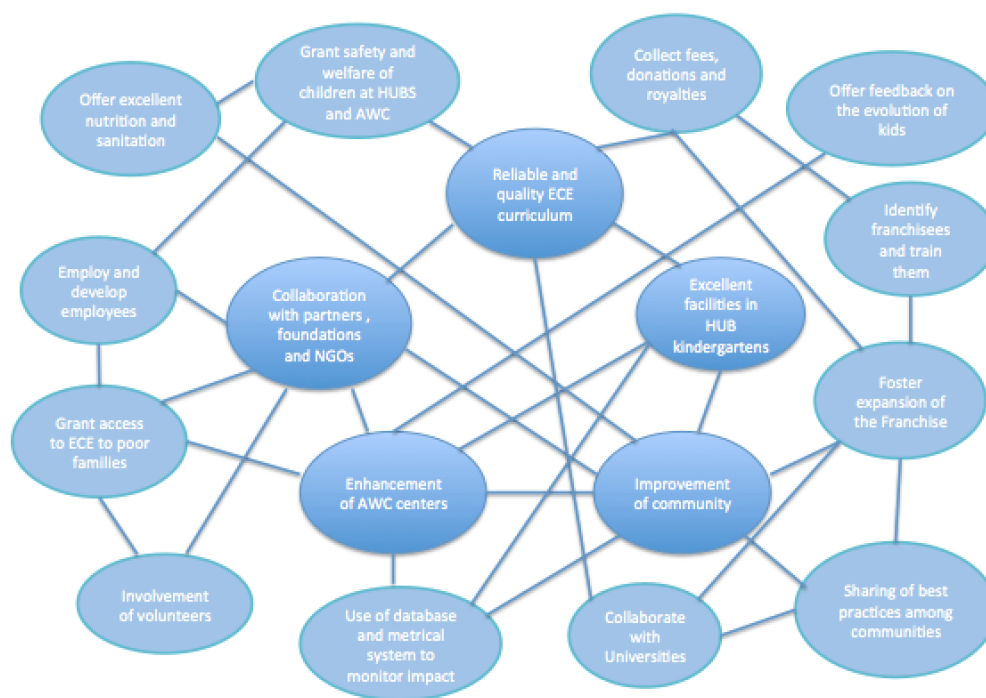 Grant safety and
welfare of
children at HUBS
and AWC
Collect fees,
donations and
royalties
Offer excellent
nutrition and
sanitation
Offer feedback on
the evolution of
kids
Reliable and
quality ECE
curriculum
Identify
franchisees
and train
them
Employ and
develop
employees
Collaboration
with partners ,
foundations
and NGOs
Excellent
facilities in
HUB
kindergartens
Foster
expansion of
the Franchise
Grant access
to ECE to poor
families
Enhancement
of AWC centers
Improvement
of community
Involvement
of volunteers
Use of database
and metrical
system to
monitor impact
Collaborate
with
Universities
Sharing of best
practices among
communities